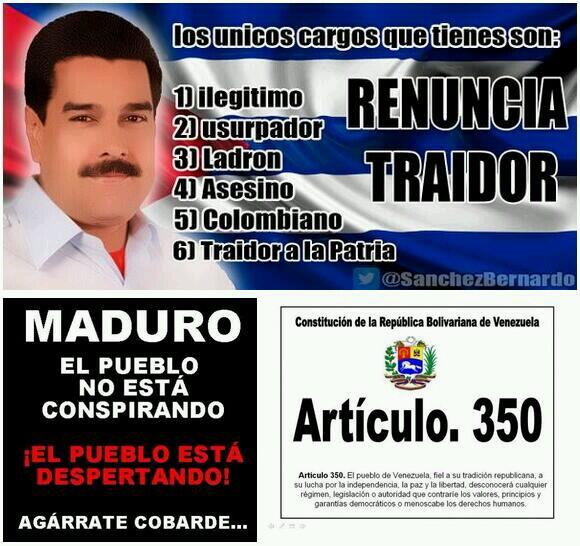 los unicos cargos que tienes son:
1) ilegitimo
2) usurpador
3) Ladron
4) Asesino
5) Colombiano
6) Traidor a la Patria
RENUNCIA
TRAIDOR
@SanchezBernardo
MADURO
EL PUEBLO
NO ESTÁ
CONSPIRANDO
¡EL PUEBLO ESTÁ
DESPERTANDO!
AGÁRRATE COBARDE...
Constitución de la República Bolivariana de Venezuela
Artículo. 350
Artículo 350. El pueblo de Venezuela, fiel a su tradición republicana, a
su lucha por la independencia, la paz y la libertad, desconocerá cualquier
régimen, legislación o autoridad que contraríe los valores, principios y
garantías democráticos o menoscabe los derechos humanos.